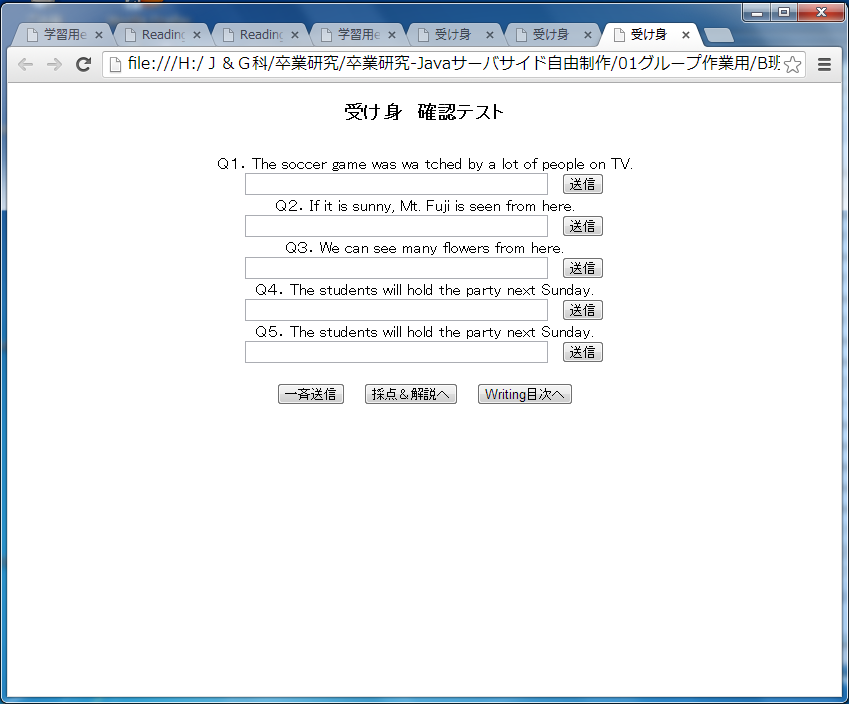 学習用e Reading Reading 学習用e 受け身 受け身 受け身
file:///H:/Ｊ＆Ｇ科/卒業研究/卒業研究-Javaサーバサイド自由制作/01グループ作業用/B班
受け身　確認テスト
Ｑ１．The soccer game was wa tched by a lot of people on TV.
送信
Ｑ２．If it is sunny, Mt. Fuji is seen from here.
送信
Ｑ３．We can see many flowers from here.
送信
Ｑ４．The students will hold the party next Sunday.
送信
Ｑ５．The students will hold the party next Sunday.
送信
一斉送信 採点＆解説へ Writing目次へ